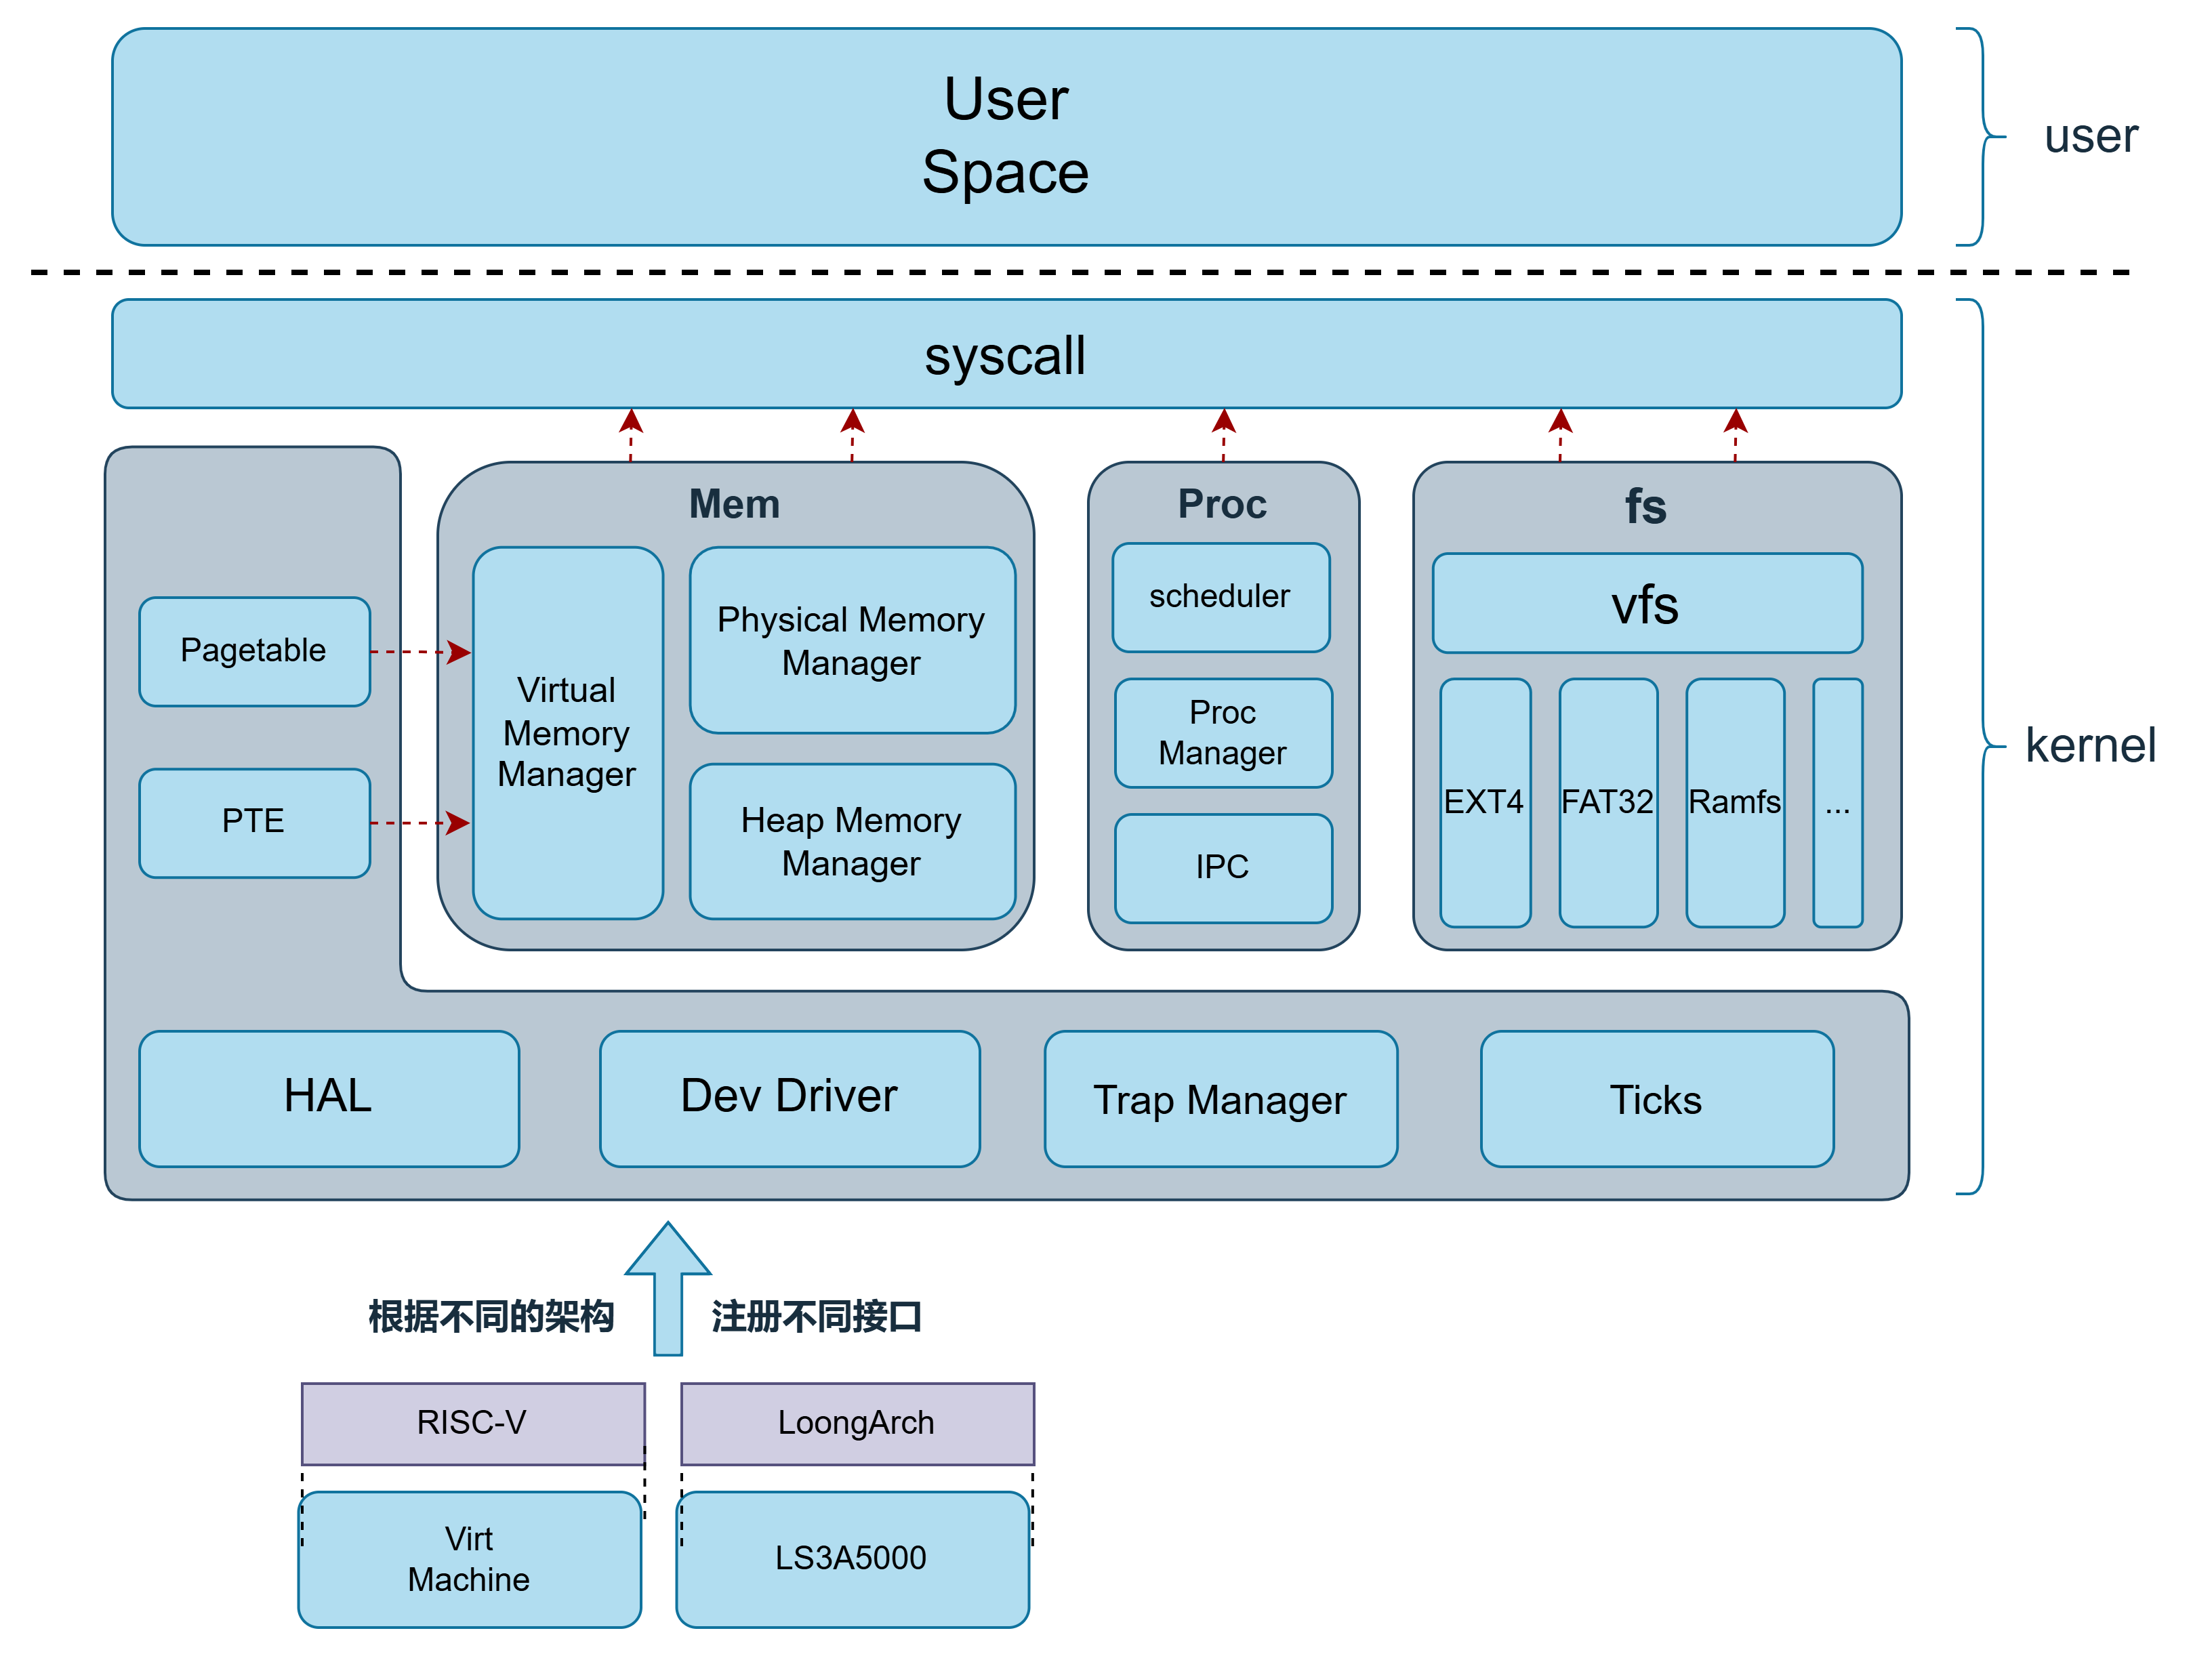 User
Space
user
syscall
Mem
Proc
fs
Pagetable
PTE
Virtual
Memory
Manager
Physical Memory
Manager
Heap Memory
Manager
scheduler
Proc
Manager
IPC
vfs
EXT4
FAT32
Ramfs
...
kernel
HAL
Dev Driver
Trap Manager
Ticks
根据不同的架构
注册不同接口
RISC-V
LoongArch
Virt
Machine
LS3A5000